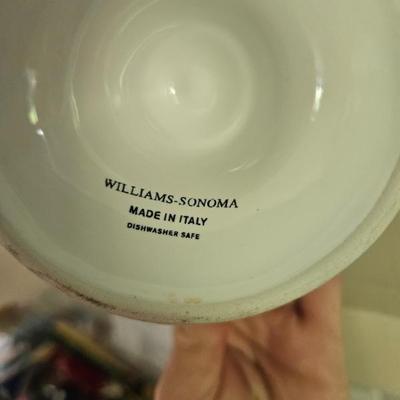 WILLIAMS-SONOMA
MADE IN ITALY
DISHWASHER SAFE